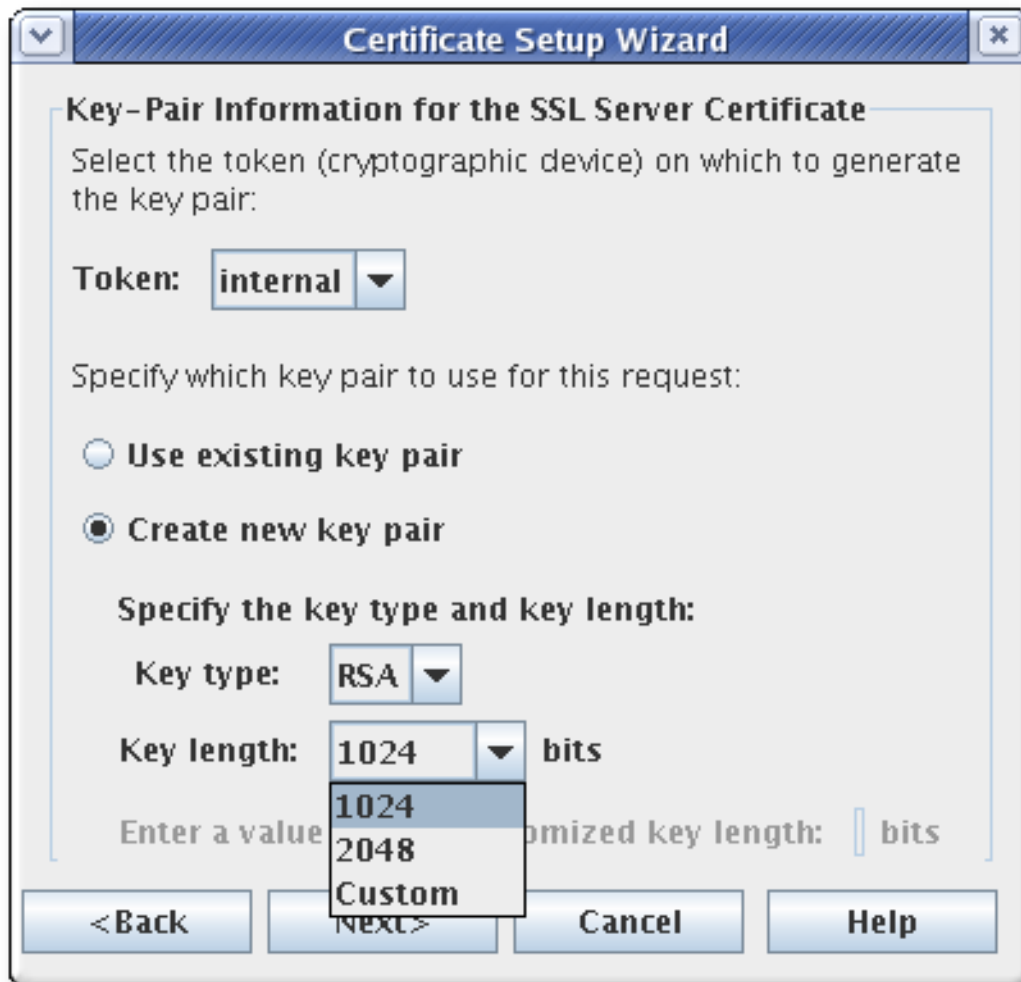 Certificate Setup Wizard
Key-Pair Information for the SSL Server Certificate
Select the token (cryptographic device) on which to generate
the key pair:
Token: internal
Specify which key pair to use for this request:
Use existing key pair
Create new key pair
Specify the key type and key length:
Key type: RSA
Key length: 1024 bits
1024
Enter a value omized key length: bits
2048
Custom
<Back Next> Cancel Help